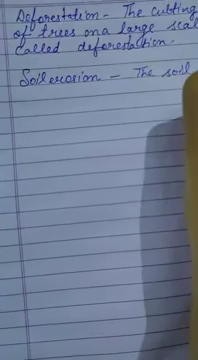 Deforestation - The cutting
of trees on a large scal
called deforestation.
Soil erosion - The soil